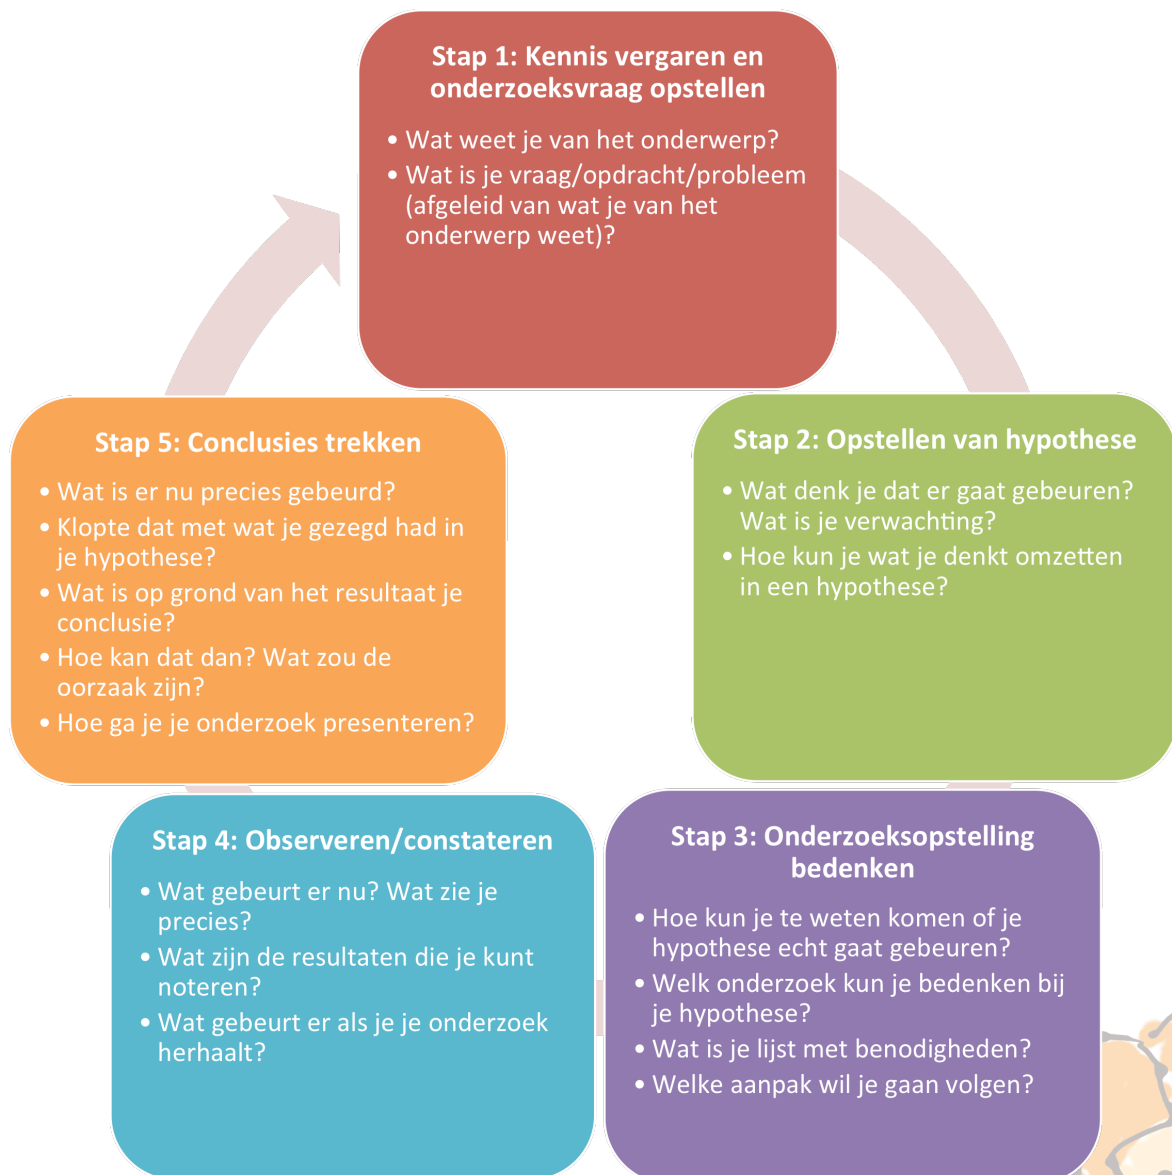 Stap 1: Kennis vergaren en
onderzoeksvraag opstellen
• Wat weet je van het onderwerp?
• Wat is je vraag/opdracht/probleem
(afgeleid van wat je van het
onderwerp weet)?
Stap 2: Opstellen van hypothese
• Wat denk je dat er gaat gebeuren?
Wat is je verwachting?
• Hoe kun je wat je denkt omzetten
in een hypothese?
Stap 3: Onderzoeksopstelling
bedenken
• Hoe kun je te weten komen of je
hypothese echt gaat gebeuren?
• Welk onderzoek kun je bedenken bij
je hypothese?
• Wat is je lijst met benodigheden?
• Welke aanpak wil je gaan volgen?
Stap 4: Observeren/constateren
• Wat gebeurt er nu? Wat zie je
precies?
• Wat zijn de resultaten die je kunt
noteren?
• Wat gebeurt er als je je onderzoek
herhaalt?
Stap 5: Conclusies trekken
• Wat is er nu precies gebeurd?
• Klopte dat met wat je gezegd had in
je hypothese?
• Wat is op grond van het resultaat je
conclusie?
• Hoe kan dat dan? Wat zou de
oorzaak zijn?
• Hoe ga je je onderzoek presenteren?